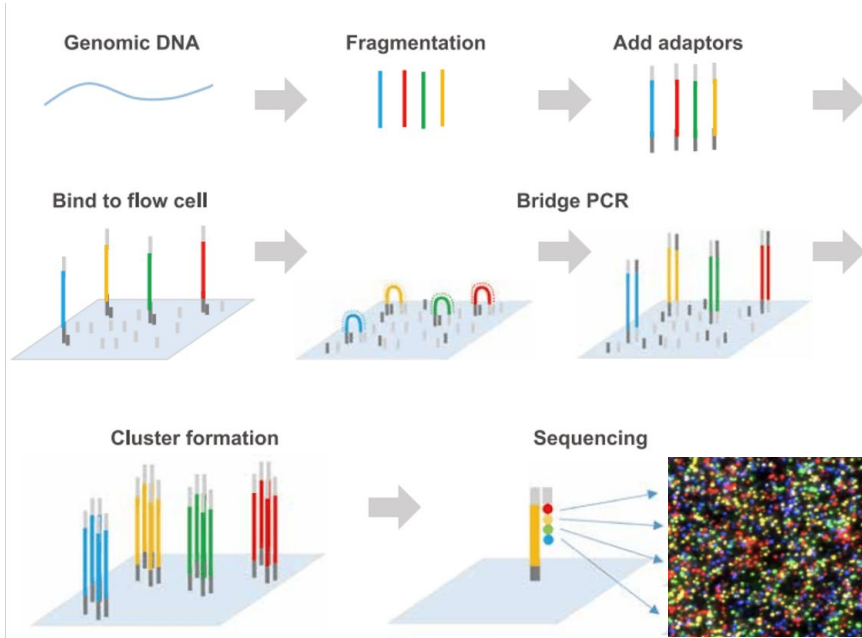 Genomic DNA
Fragmentation
Add adaptors
Bind to flow cell
Bridge PCR
Cluster formation
Sequencing